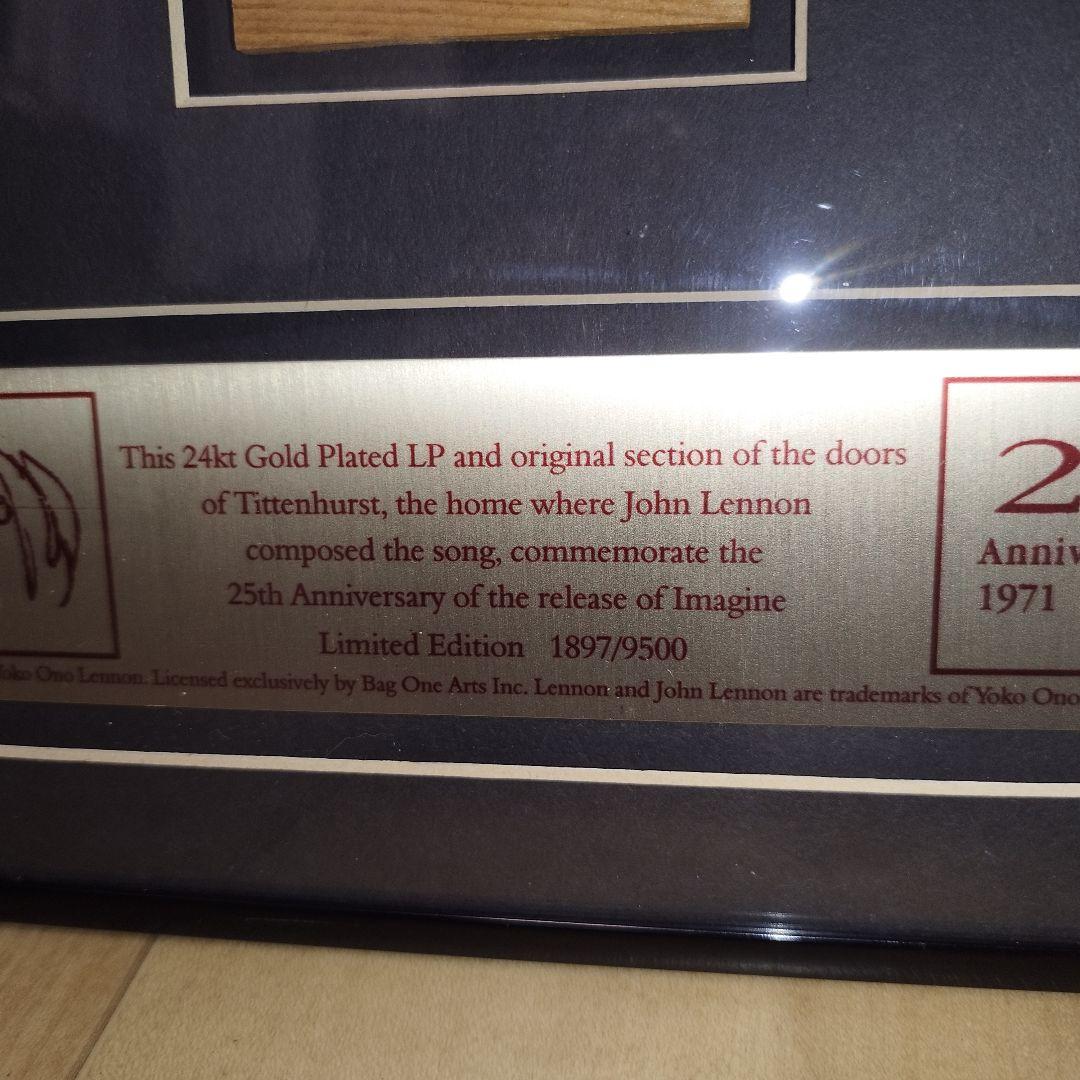 This 24kt Gold Plated LP and original section of the doors
of Tittenhurst, the home where John Lennon
composed the song, commemorate the
25th Anniversary of the release of Imagine
Limited Edition 1897/9500
Ono Lennon. Licensed exclusively by Bag One Arts Inc. Lennon and John Lennon are trademarks of Yoko Ono
2
Anniv
1971